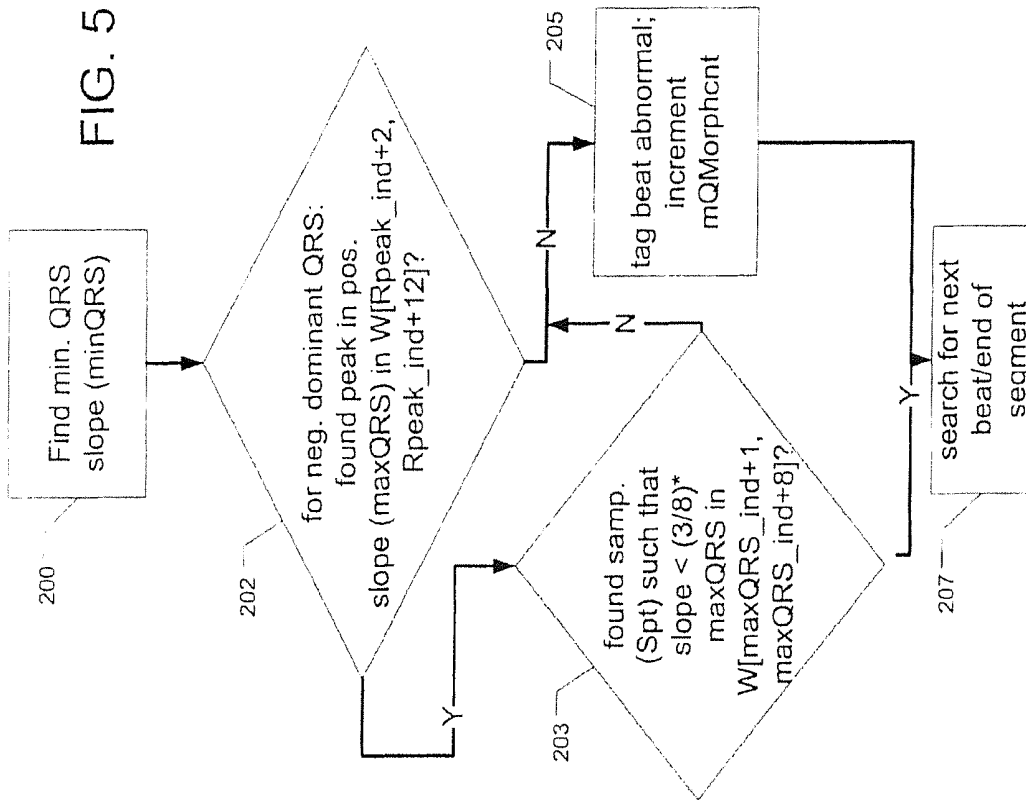 FIG. 5
200
Find min. QRS
slope (minQRS)
202
for neg. dominant QRS:
found peak in pos.
slope (maxQRS) in W[Rpeak_ind+2,
Rpeak_ind+12]?
Y
N
203
found samp.
(Spt) such that
slope < (3/8)*
maxQRS in
W[maxQRS_ind+1,
maxQRS_ind+8]?
N
Y
205
tag beat abnormal;
increment
mQMorphcnt
207
search for next
beat/end of
segment